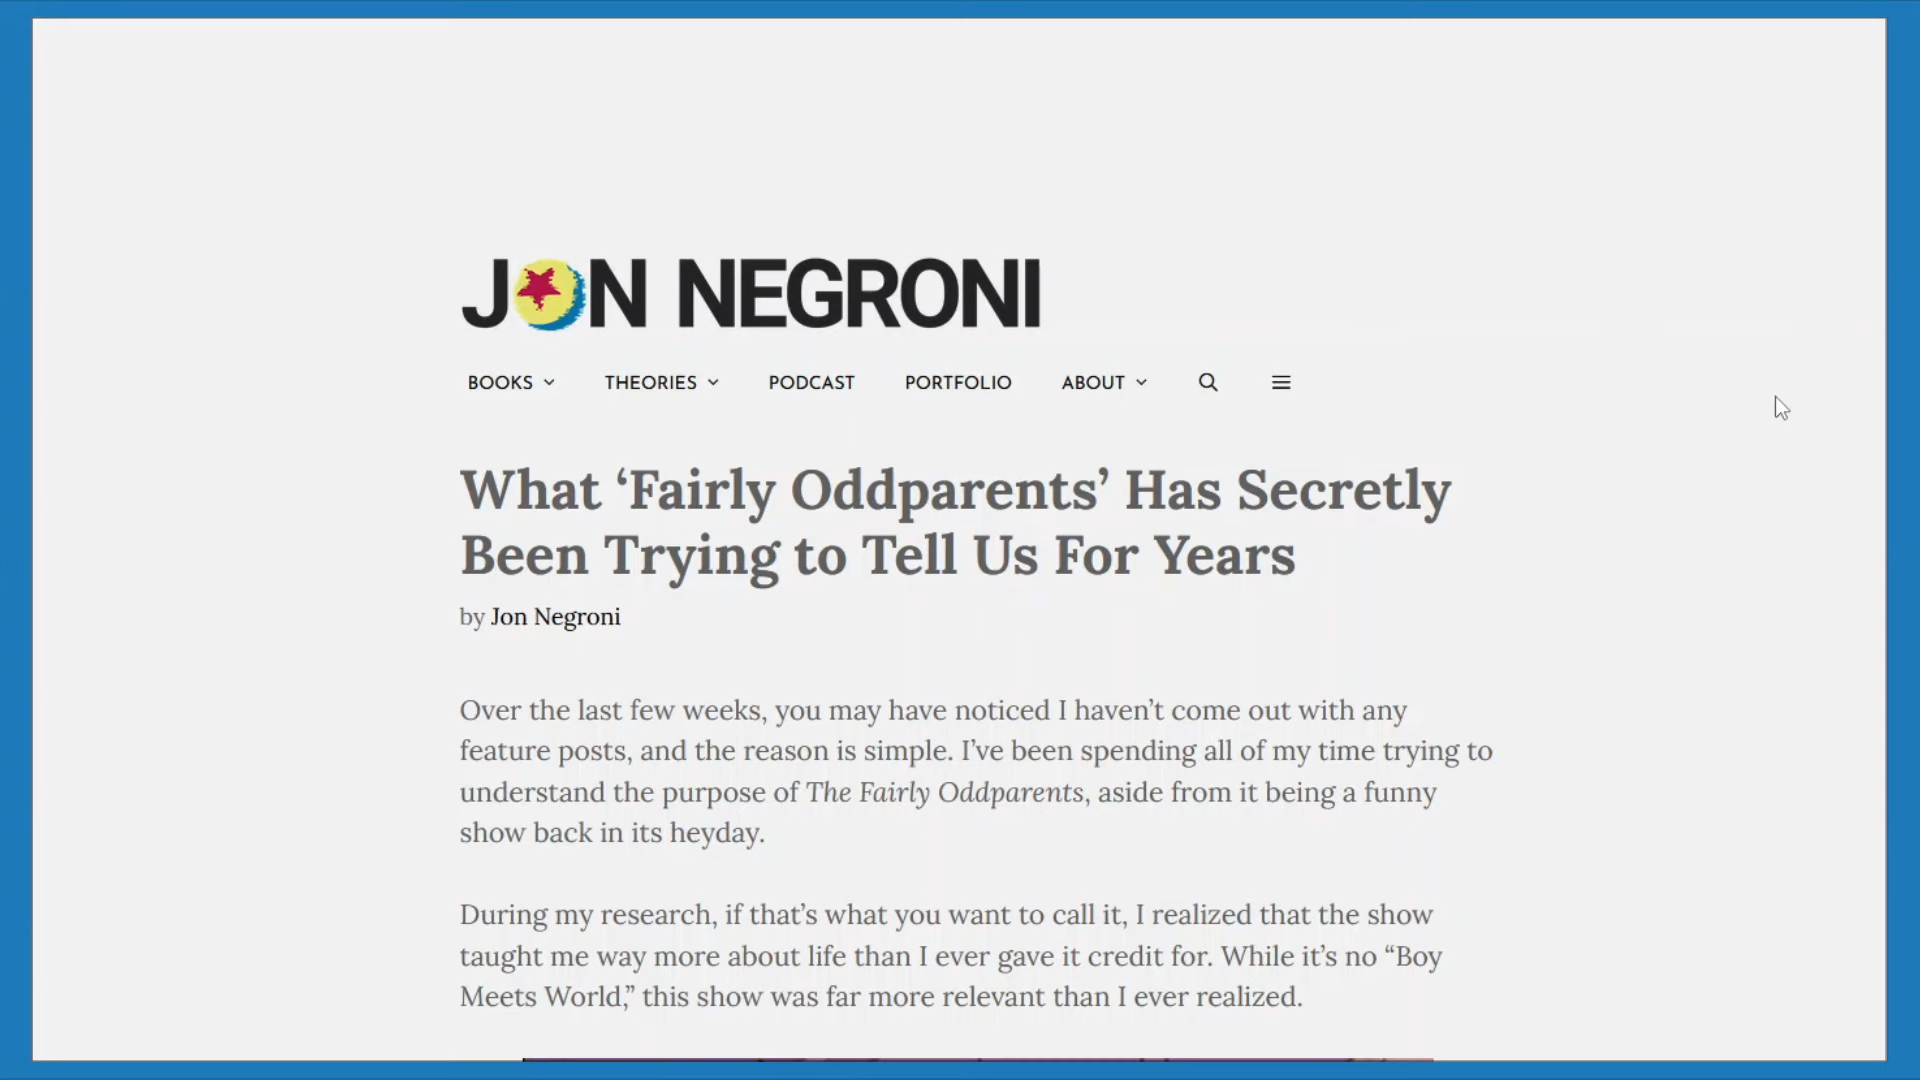 JON NEGRONI
BOOKS THEORIES PODCAST PORTFOLIO ABOUT
What ‘Fairly Oddparents’ Has Secretly
Been Trying to Tell Us For Years
by Jon Negroni
Over the last few weeks, you may have noticed I haven’t come out with any
feature posts, and the reason is simple. I’ve been spending all of my time trying to
understand the purpose of The Fairly Oddparents, aside from it being a funny
show back in its heyday.
During my research, if that’s what you want to call it, I realized that the show
taught me way more about life than I ever gave it credit for. While it’s no “Boy
Meets World,” this show was far more relevant than I ever realized.